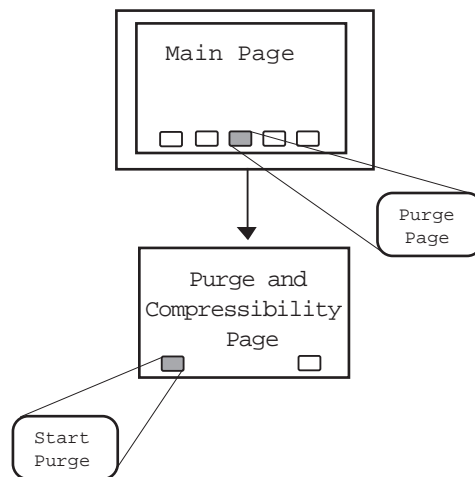 Main Page
Purge
Page
Purge and
Compressibility
Page
Start
Purge